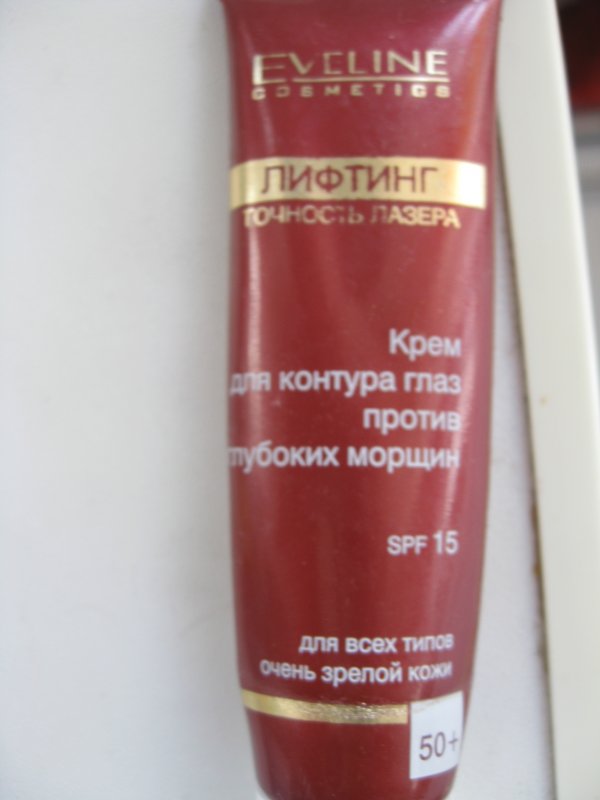 EVELINE
COSMETICS
ЛИФТИНГ
ТОЧНОСТЬ ЛАЗЕРА
Крем
для контура глаз
против
глубоких морщин
SPF 15
для всех типов
очень зрелой кожи
50+